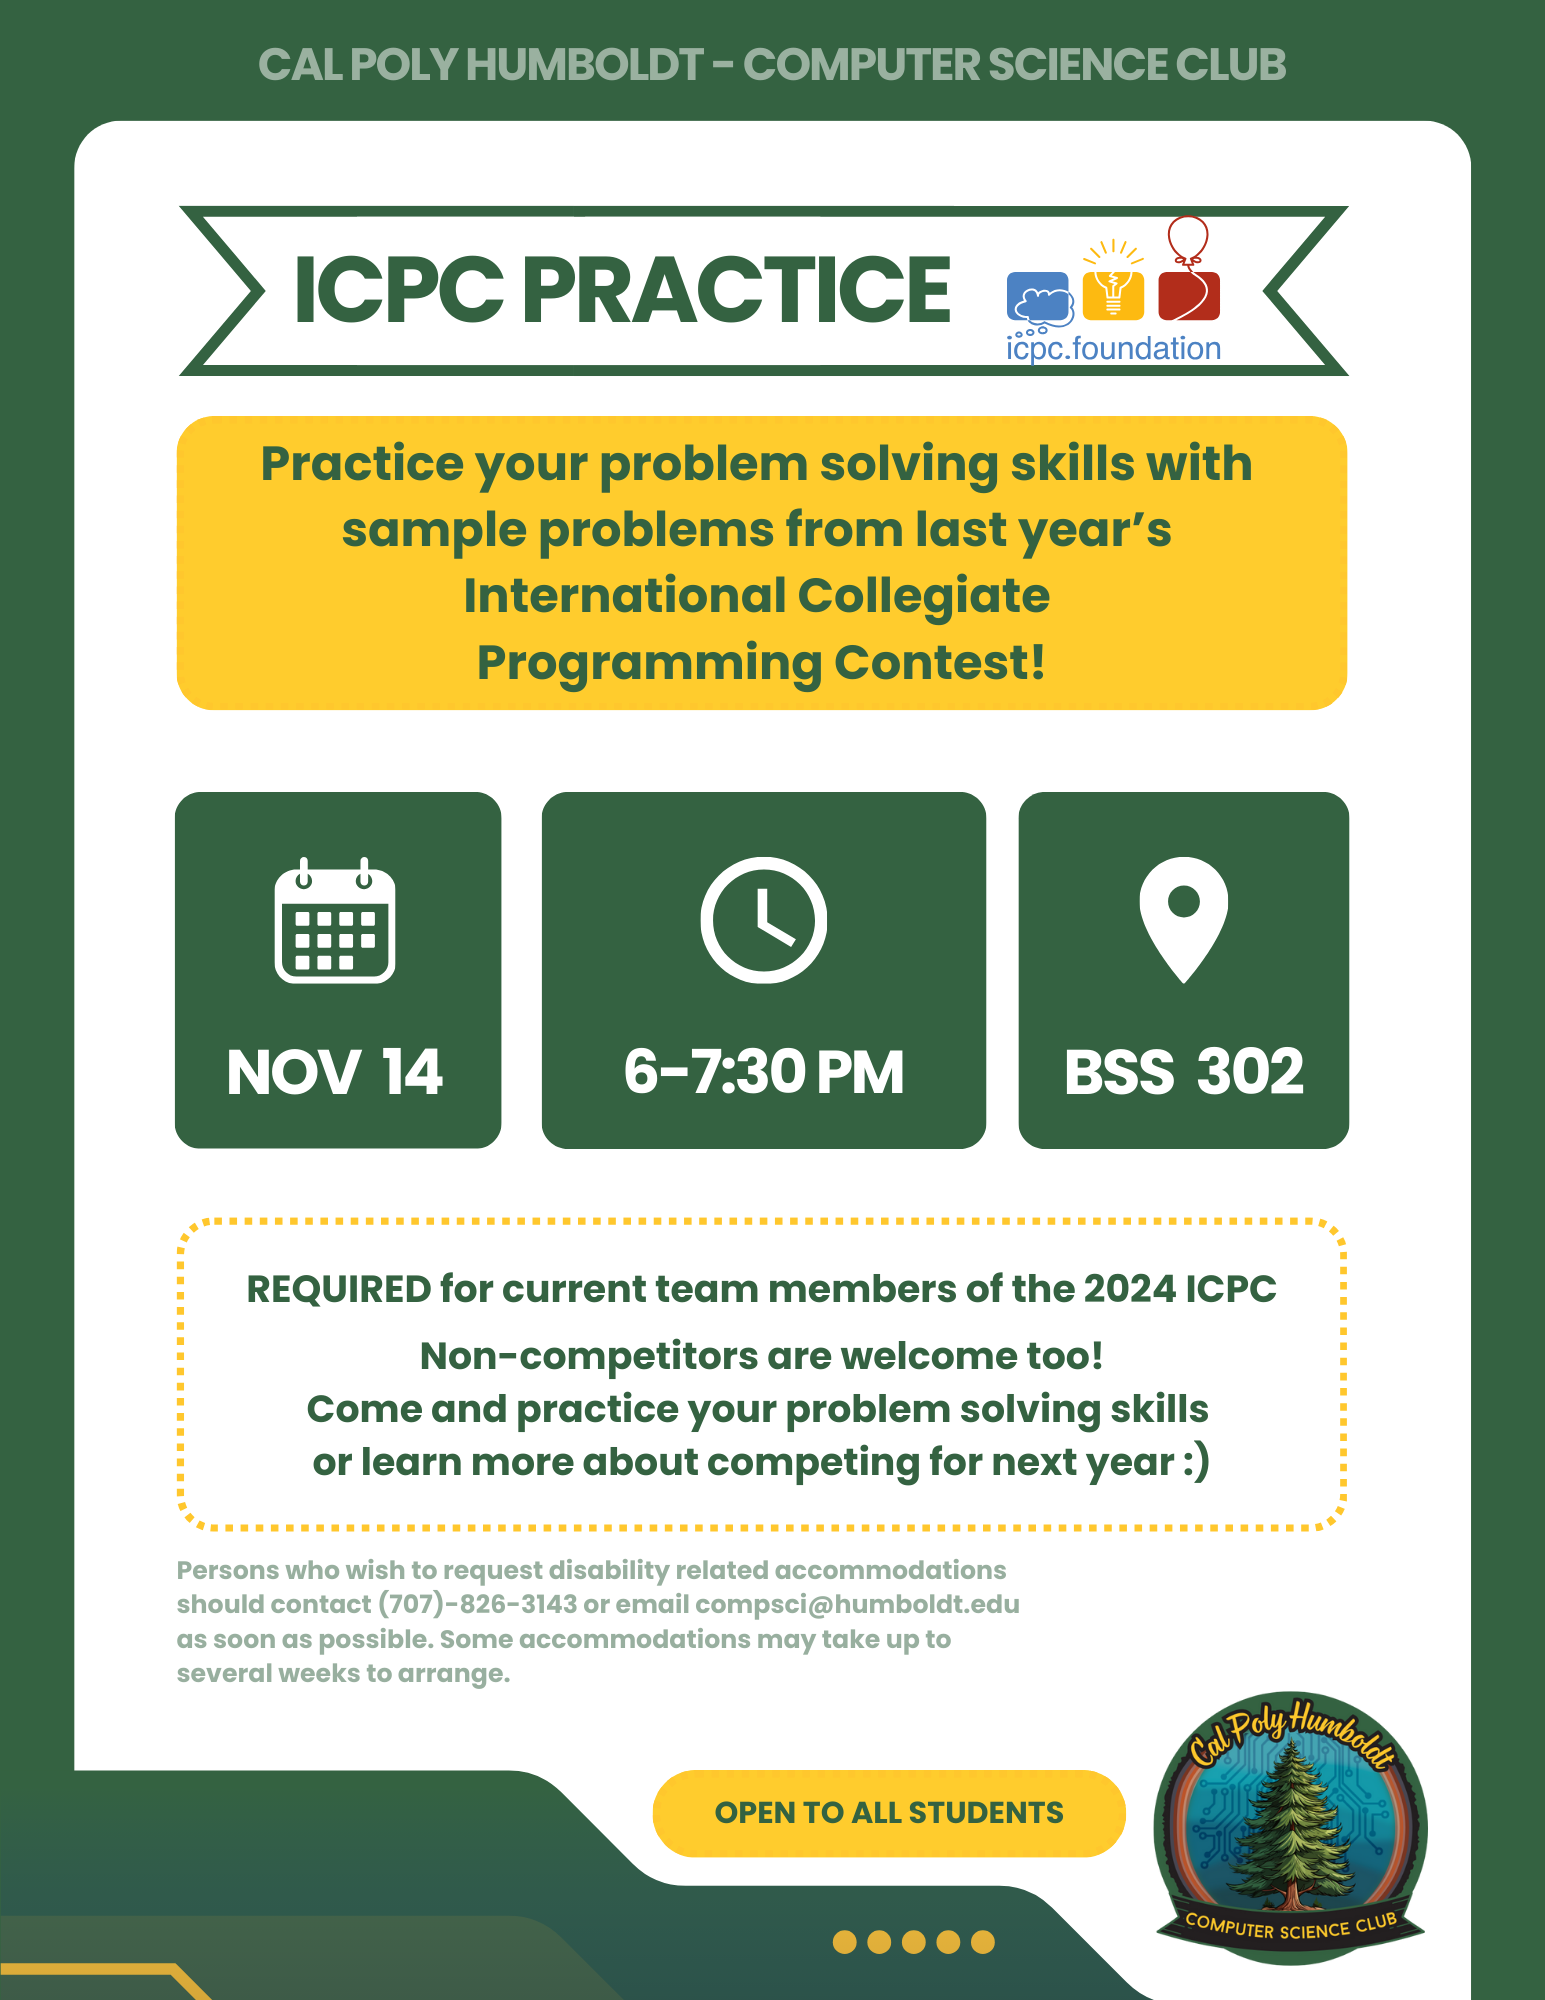 CAL POLY HUMBOLDT - COMPUTER SCIENCE CLUB
ICPC PRACTICE
icpc.foundation
Practice your problem solving skills with
sample problems from last year’s
International Collegiate
Programming Contest!
NOV 14
6-7:30 PM
BSS 302
REQUIRED for current team members of the 2024 ICPC
Non-competitors are welcome too!
Come and practice your problem solving skills
or learn more about competing for next year :)
Persons who wish to request disability related accommodations
should contact (707)-826-3143 or email compsci@humboldt.edu
as soon as possible. Some accommodations may take up to
several weeks to arrange.
OPEN TO ALL STUDENTS
Cal Poly Humboldt
COMPUTER SCIENCE CLUB